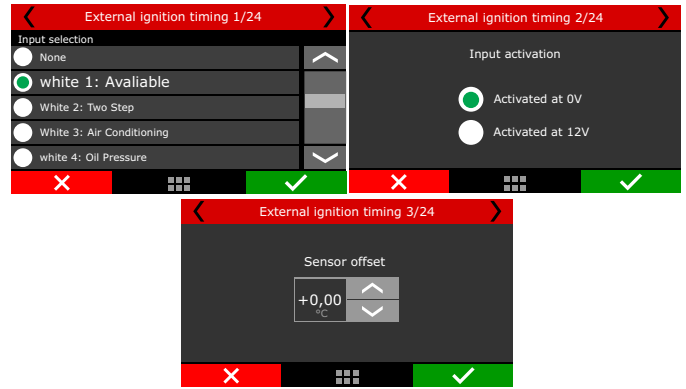 External ignition timing 1/24
Input selection
None
white 1: Avaliable
White 2: Two Step
White 3: Air Conditioning
white 4: Oil Pressure
External ignition timing 2/24
Input activation
Activated at 0V
Activated at 12V
External ignition timing 3/24
Sensor offset
+0,00
°C